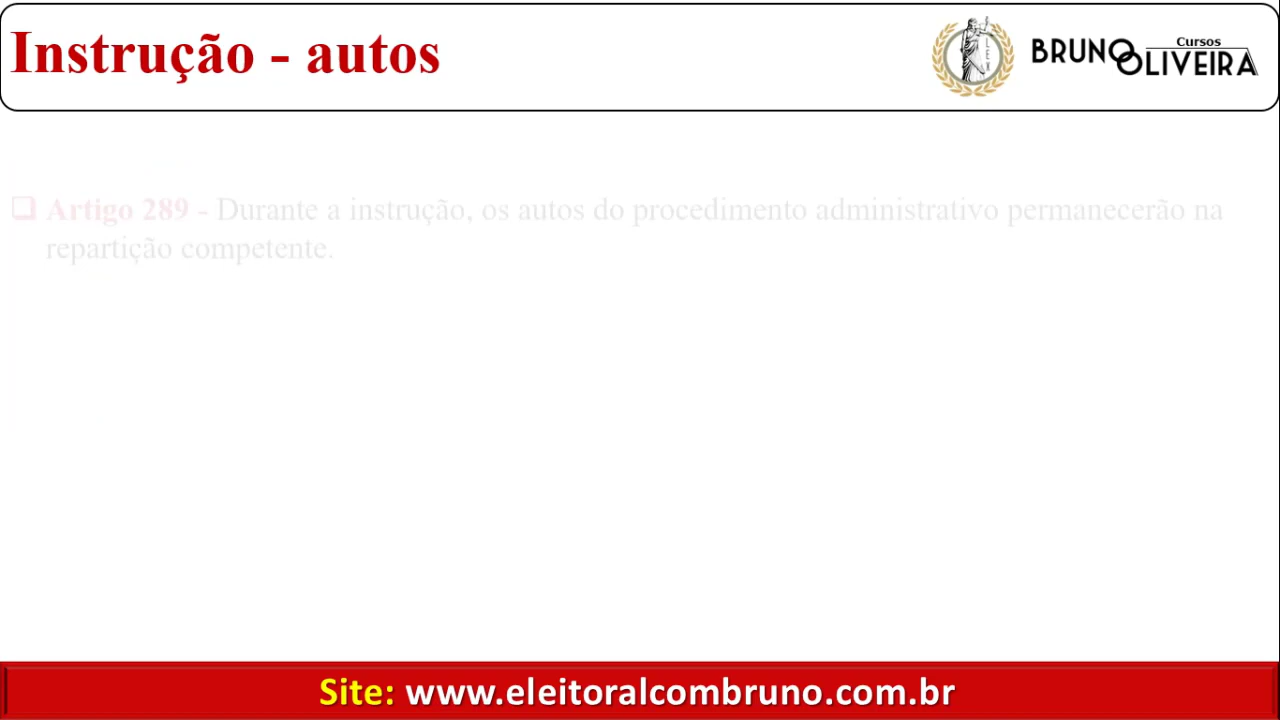 Instrução - autos
Cursos
BRUNO
OLIVEIRA
LEX
Artigo 289 - Durante a instrução, os autos do procedimento administrativo permanecerão na
repartição competente.
Site: www.eleitoralcombruno.com.br